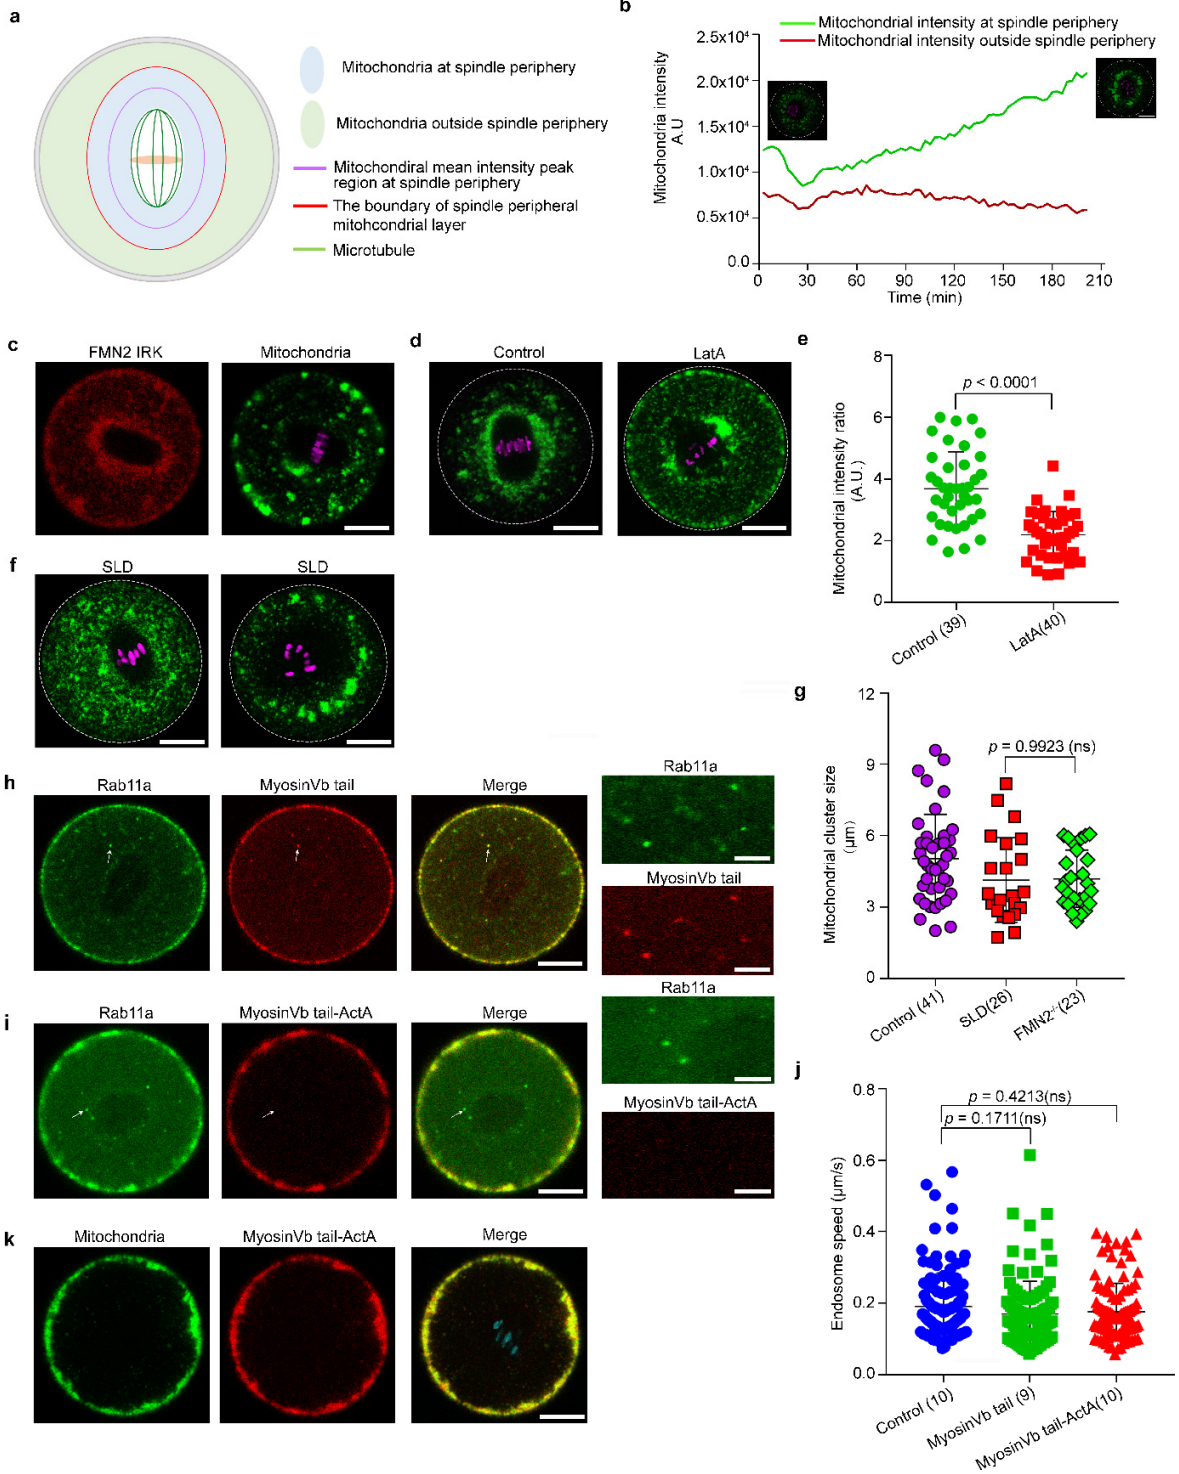 a
Mitochondria at spindle periphery
Mitochondria outside spindle periphery
Mitochondiral mean intensity peak
region at spindle periphery
The boundary of spindle peripheral
mitohcondrial layer
Microtubule
b
Mitochondrial intensity at spindle periphery
Mitochondrial intensity outside spindle periphery
Mitochondria intensity
A.U
2.5x10⁴
2.0x10⁴
1.5x10⁴
1.0x10⁴
0.5x10⁴
0.0
0 30 60 90 120 150 180 210
Time (min)
c
FMN2 IRK
Mitochondria
d
Control
LatA
e
Mitochondrial intensity ratio
(A.U.)
8
6
4
2
0
p < 0.0001
Control (39)
LatA(40)
f
SLD
SLD
g
Mitochondrial cluster size
(μm)
12
9
6
3
0
p = 0.9923 (ns)
Control (41)
SLD(26)
FMN2⁻/⁻(23)
h
Rab11a
MyosinVb tail
Merge
Rab11a
MyosinVb tail
i
Rab11a
MyosinVb tail-ActA
Merge
Rab11a
MyosinVb tail-ActA
j
Endosome speed (μm/s)
0.8
0.6
0.4
0.2
0.0
p = 0.4213(ns)
p = 0.1711(ns)
Control (10)
MyosinVb tail (9)
MyosinVb tail-ActA(10)
k
Mitochondria
MyosinVb tail-ActA
Merge